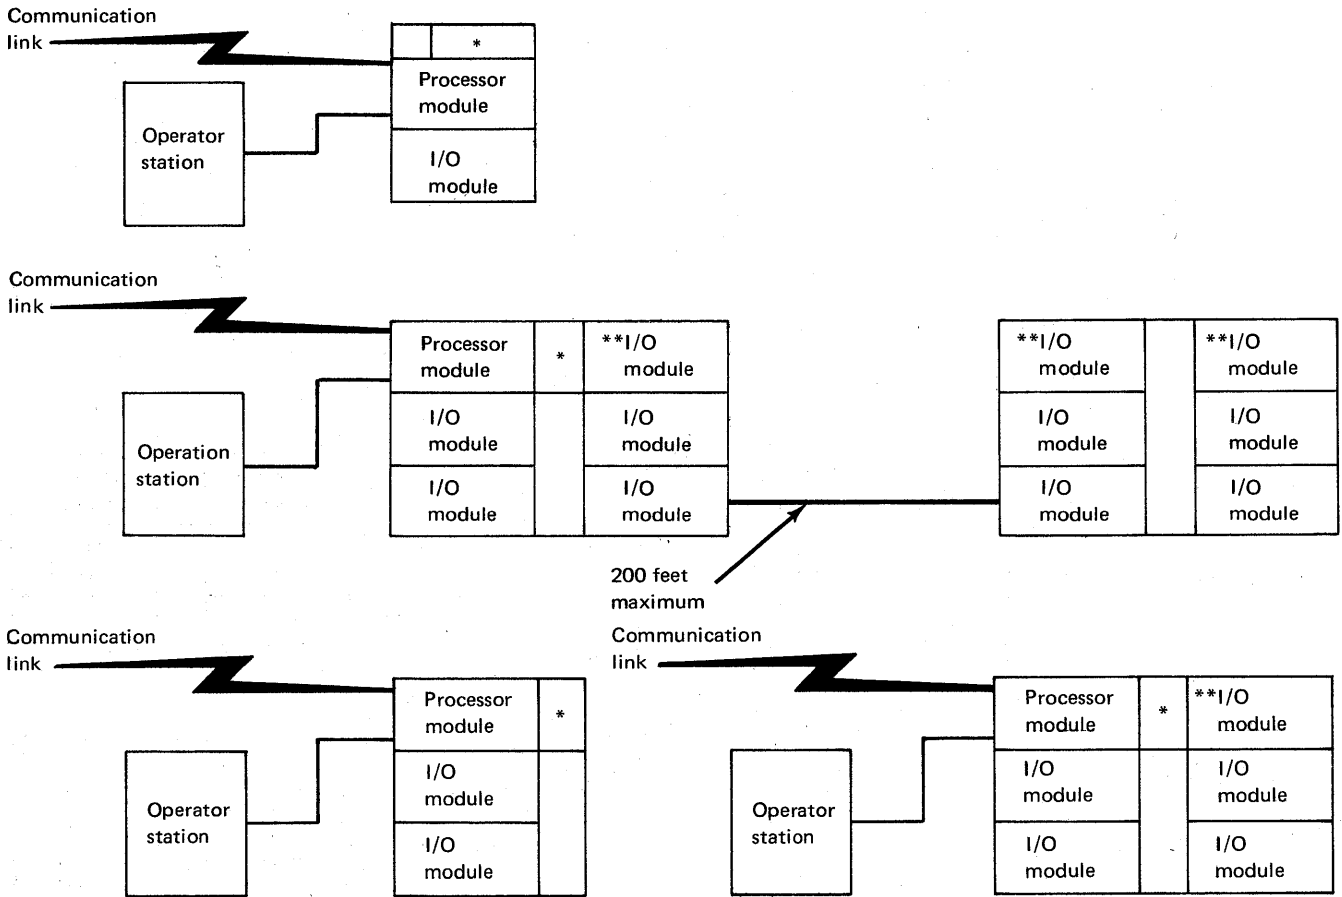 Communication
link
*
Processor
module
Operator
station
I/O
module
Communication
link
Processor
module
*
**I/O
module
**I/O
module
**I/O
module
Operation
station
I/O
module
I/O
module
I/O
module
I/O
module
I/O
module
I/O
module
I/O
module
I/O
module
200 feet
maximum
Communication
link
Processor
module
*
Operator
station
I/O
module
I/O
module
Communication
link
Processor
module
*
**I/O
module
Operator
station
I/O
module
I/O
module
I/O
module
I/O
module